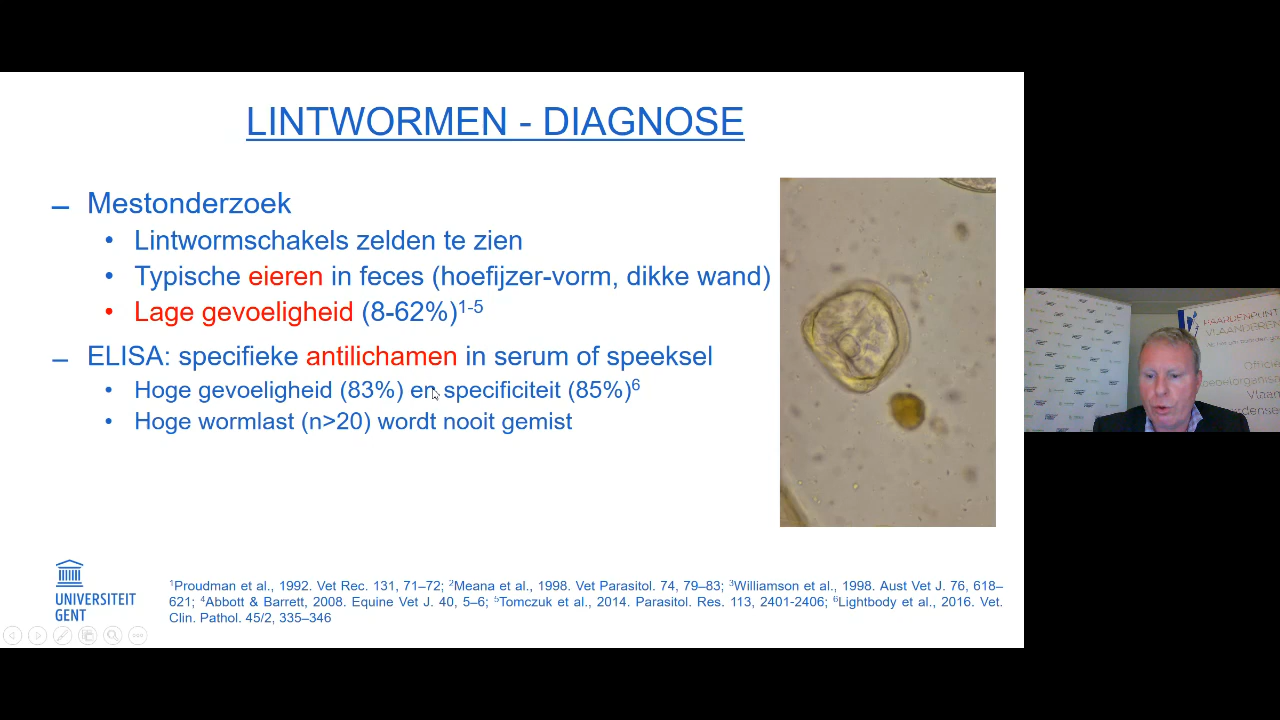 LINTWORMEN - DIAGNOSE
– Mestonderzoek
• Lintwormschakels zelden te zien
• Typische eieren in feces (hoefijzer-vorm, dikke wand)
• Lage gevoeligheid (8-62%)1-5
– ELISA: specifieke antilichamen in serum of speeksel
• Hoge gevoeligheid (83%) en specificiteit (85%)6
• Hoge wormlast (n>20) wordt nooit gemist
UNIVERSITEIT
GENT
1Proudman et al., 1992. Vet Rec. 131, 71–72; 2Meana et al., 1998. Vet Parasitol. 74, 79–83; 3Williamson et al., 1998. Aust Vet J. 76, 618–
621; 4Abbott & Barrett, 2008. Equine Vet J. 40, 5–6; 5Tomczuk et al., 2014. Parasitol. Res. 113, 2401-2406; 6Lightbody et al., 2016. Vet.
Clin. Pathol. 45/2, 335–346
VLAANDEREN
Officie
Vlaan